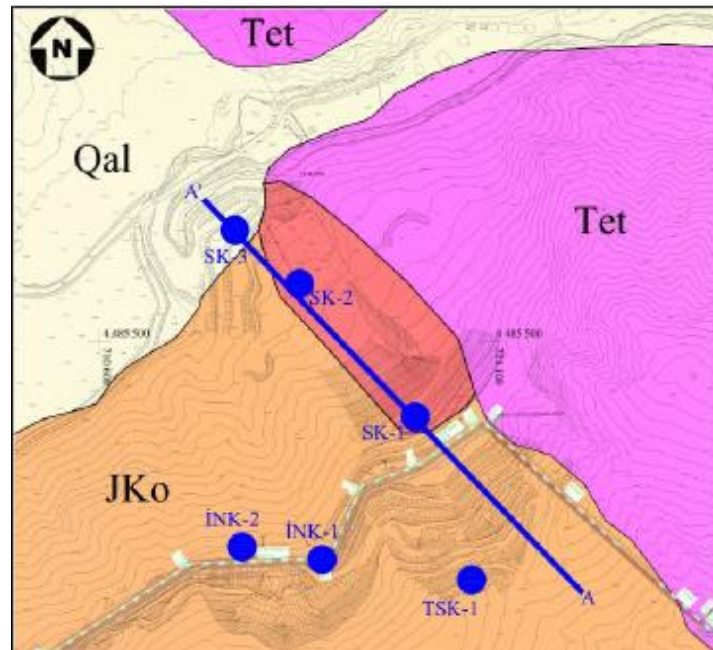 N
Tet
Qal
A'
Tet
SK-3
SK-2
4 485 500
4 485 500
SK-1
JKo
İNK-2
İNK-1
TSK-1
A